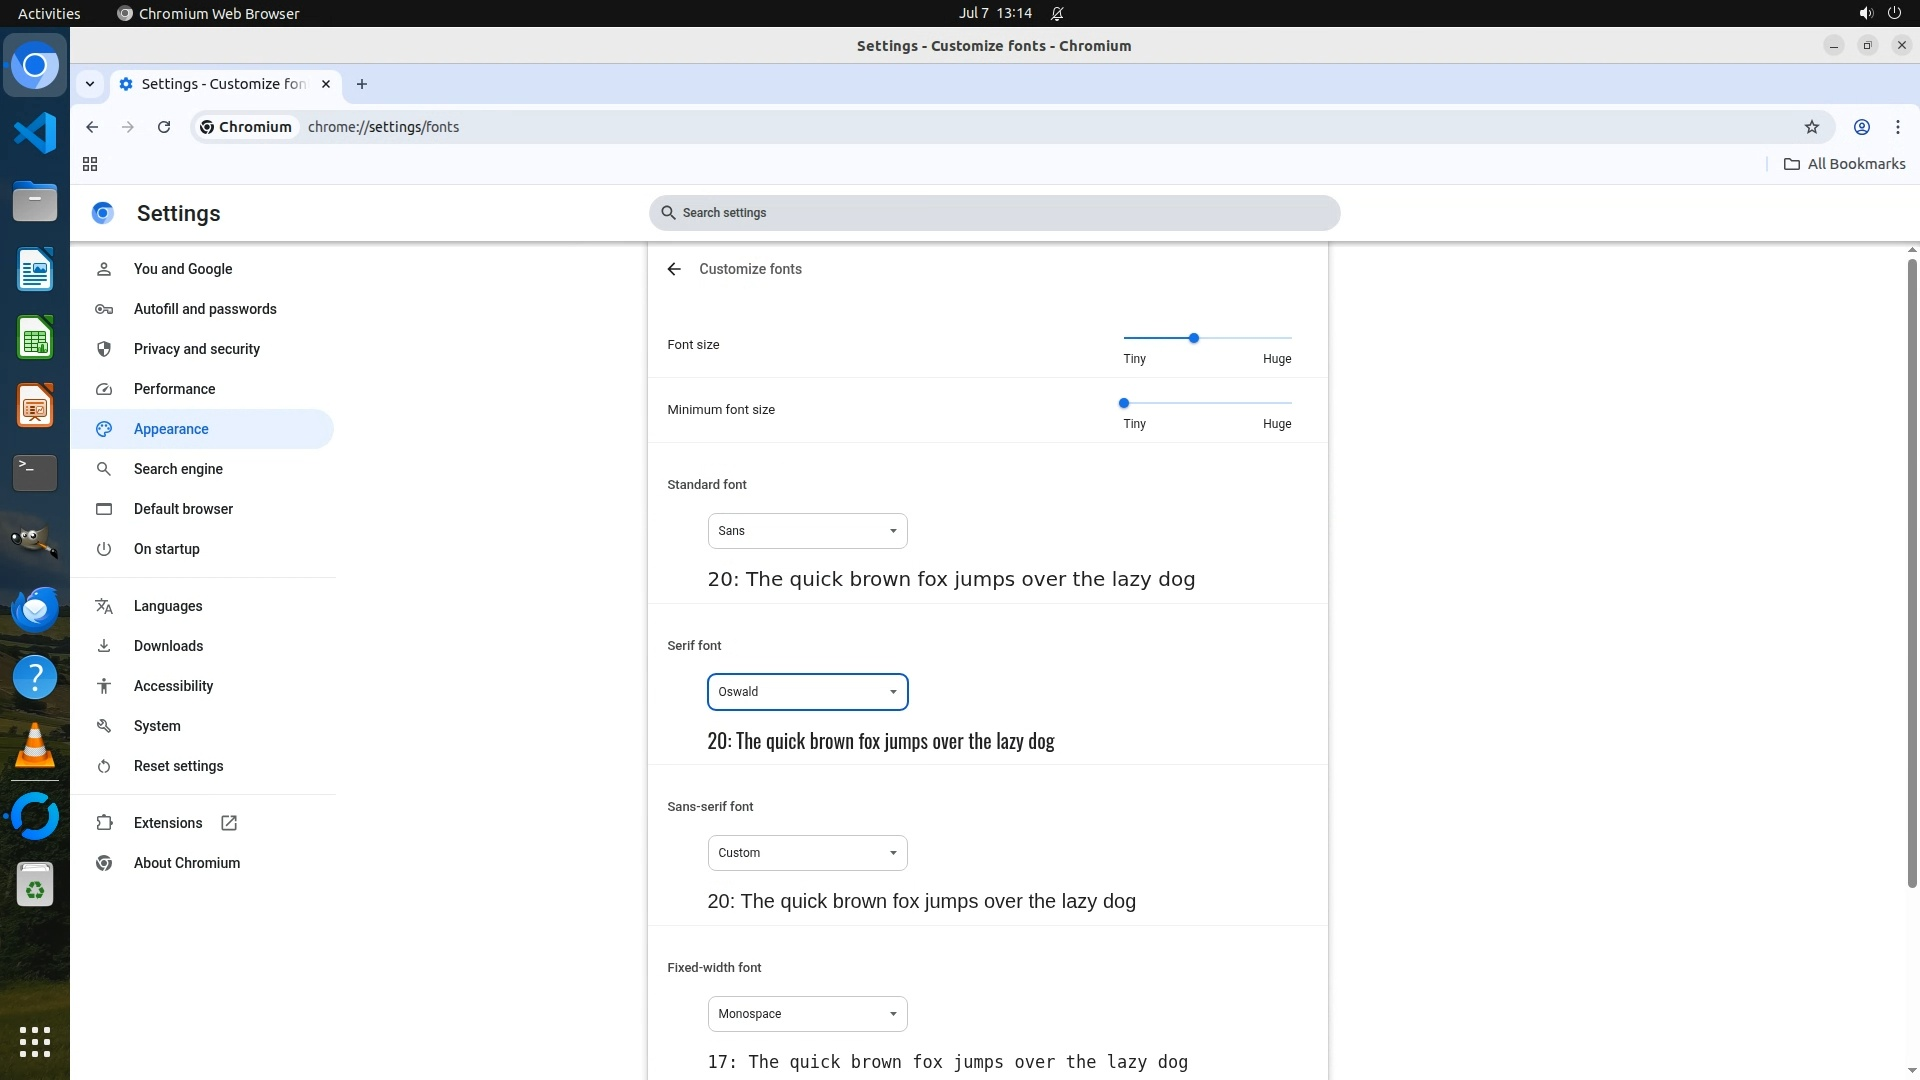 Activities
Chromium Web Browser
Jul 7 13:14
Settings - Customize fonts - Chromium
Settings - Customize fon
Chromium
chrome://settings/fonts
All Bookmarks
Settings
Search settings
You and Google
Autofill and passwords
Privacy and security
Performance
Appearance
Search engine
Default browser
On startup
Languages
Downloads
Accessibility
System
Reset settings
Extensions
About Chromium
Customize fonts
Font size
Tiny
Huge
Minimum font size
Tiny
Huge
Standard font
Sans
20: The quick brown fox jumps over the lazy dog
Serif font
Oswald
20: The quick brown fox jumps over the lazy dog
Sans-serif font
Custom
20: The quick brown fox jumps over the lazy dog
Fixed-width font
Monospace
17: The quick brown fox jumps over the lazy dog